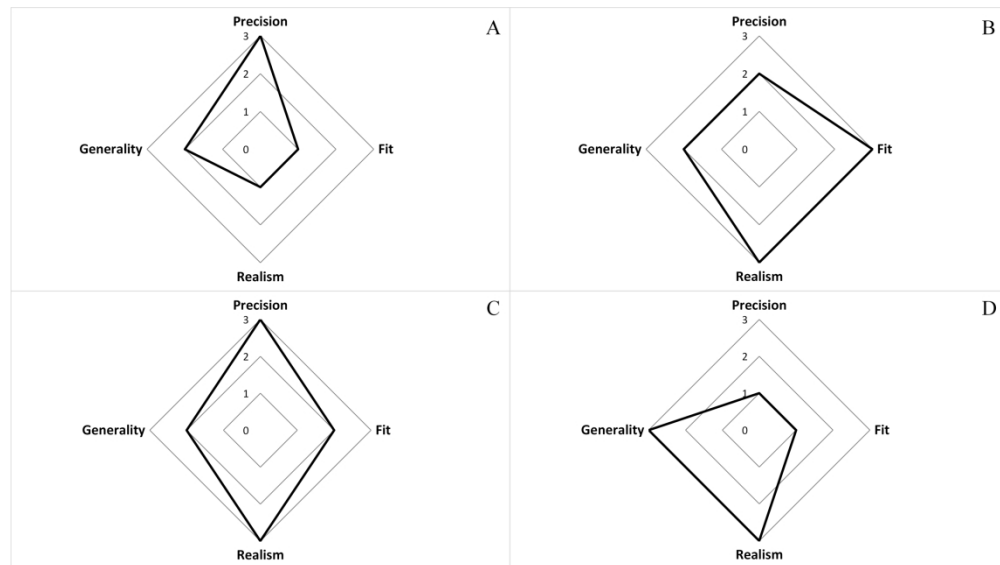 A
Precision
3
2
1
0
Generality
Fit
Realism
B
Precision
3
2
1
0
Generality
Fit
Realism
C
Precision
3
2
1
0
Generality
Fit
Realism
D
Precision
3
2
1
0
Generality
Fit
Realism